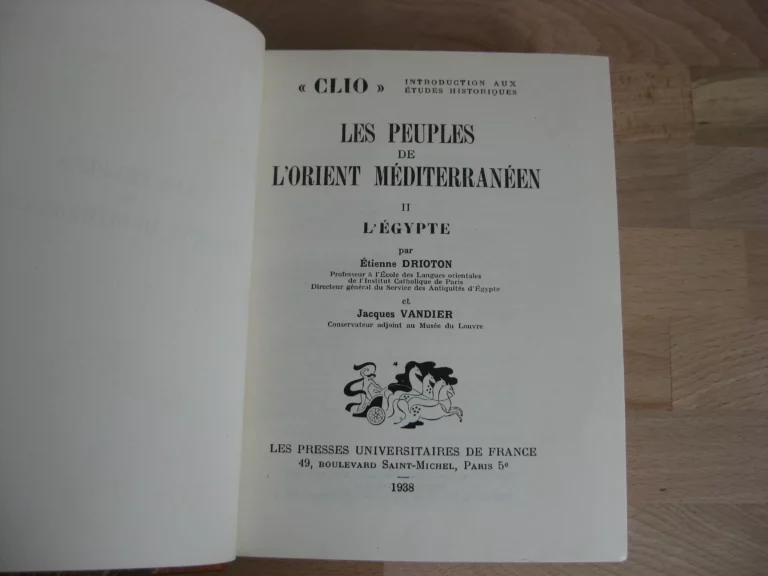 « CLIO » INTRODUCTION AUX
ÉTUDES HISTORIQUES
LES PEUPLES
DE
L'ORIENT MÉDITERRANÉEN
II
L'ÉGYPTE
par
Étienne DRIOTON
Professeur à l'École des Langues orientales
de l'Institut Catholique de Paris
Directeur général du Service des Antiquités d'Égypte
et
Jacques VANDIER
Conservateur adjoint au Musée du Louvre
LES PRESSES UNIVERSITAIRES DE FRANCE
49, BOULEVARD SAINT-MICHEL, PARIS 5e
1938